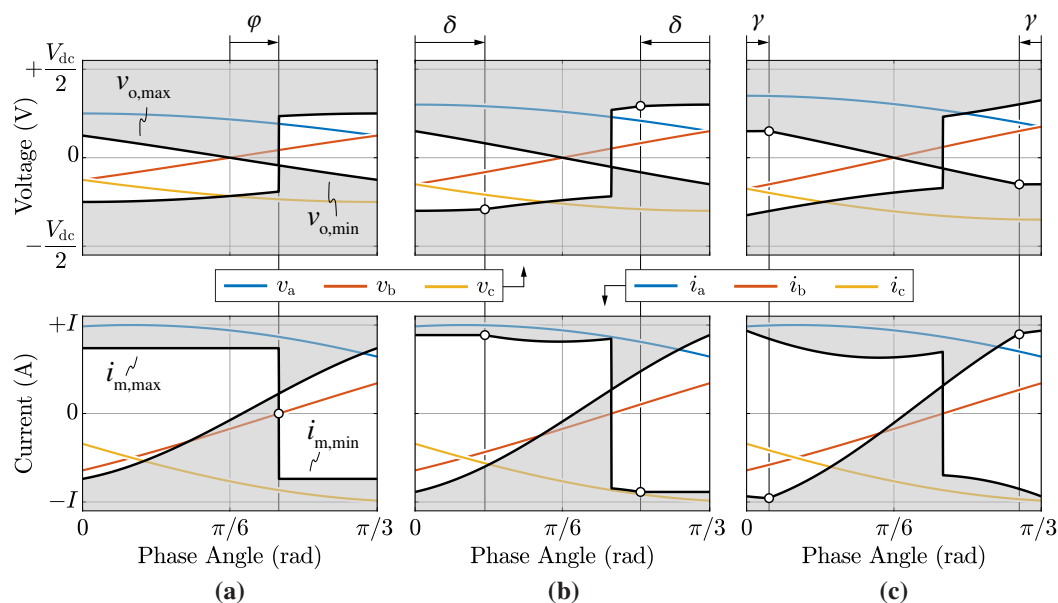 φ δ δ γ γ
+V_dc/2
v_o,max
0
v_o,min
−V_dc/2
Voltage (V)
v_a v_b v_c
i_a i_b i_c
+I
i_m,max
0
i_m,min
−I
Current (A)
0 π/6 π/3 0 π/6 π/3 0 π/6 π/3
Phase Angle (rad) Phase Angle (rad) Phase Angle (rad)
(a) (b) (c)